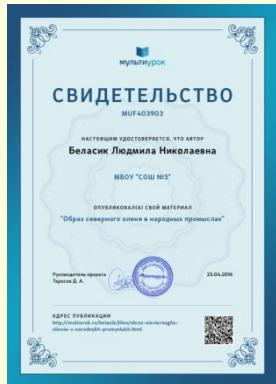 мультиурок
СВИДЕТЕЛЬСТВО
MUF403903
НАСТОЯЩИМ УДОСТОВЕРЯЕТСЯ, ЧТО АВТОР
Беласик Людмила Николаевна
МБОУ "СОШ №5"
ОПУБЛИКОВАЛ(А) СВОЙ МАТЕРИАЛ
"Образ северного оленя в народных промыслах"
Руководитель проекта
Тарасов Д. А.
23.04.2016
АДРЕС ПУБЛИКАЦИИ